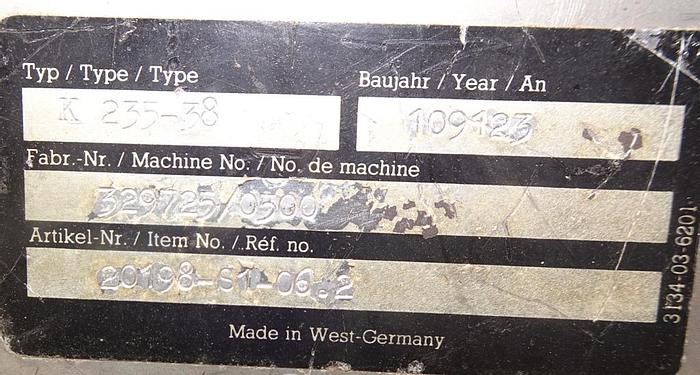 Typ / Type / Type
Baujahr / Year / An
K 235-38
109123
Fabr.-Nr. / Machine No. / No. de machine
329725/0500
Artikel-Nr. / Item No. / Réf. no.
20198-S1-06.2
Made in West-Germany
3134-03-6201